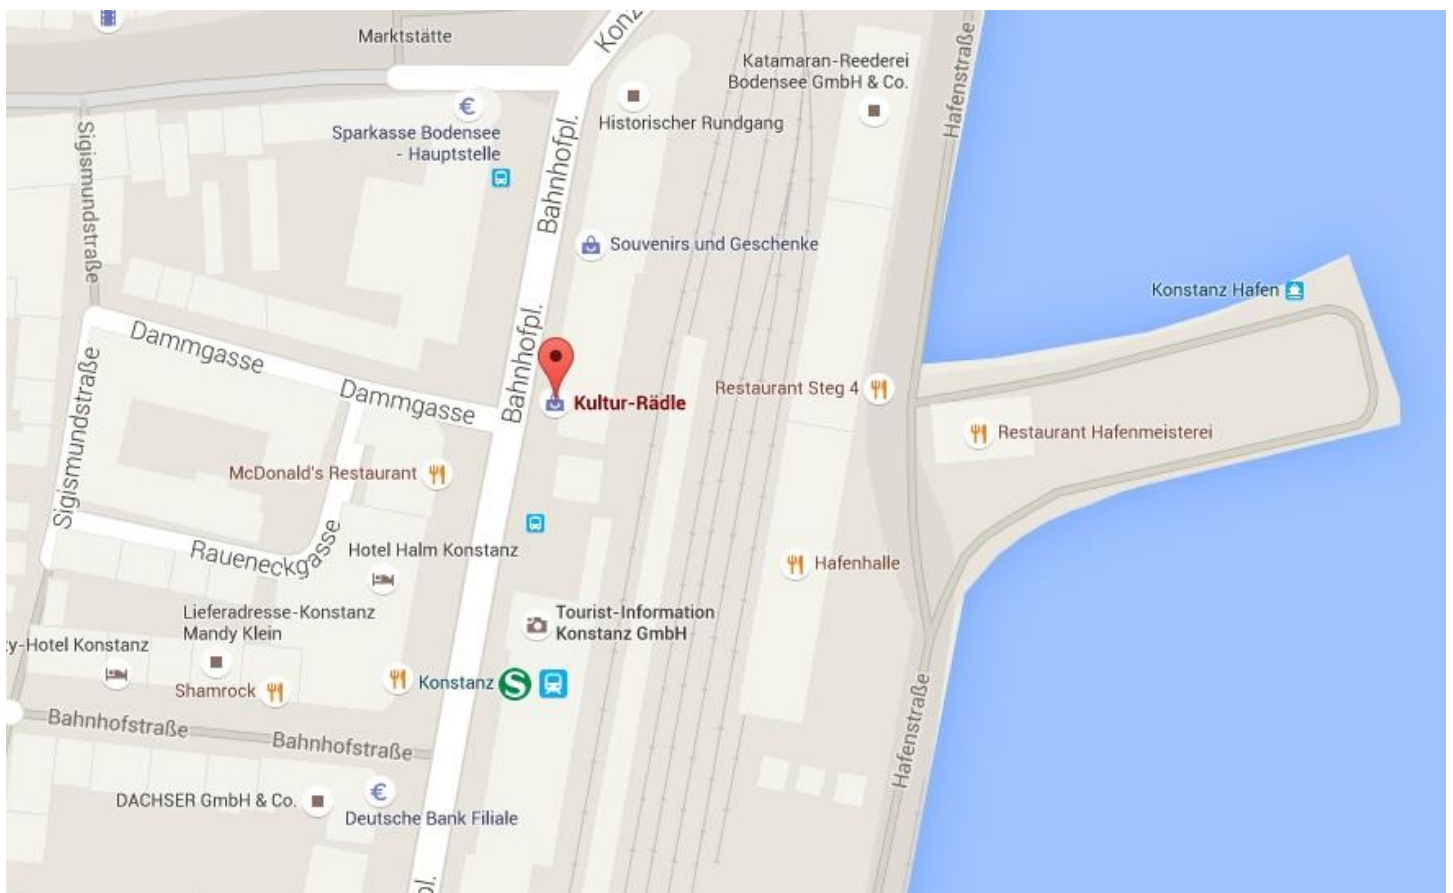 Marktstätte
Konz
Katamaran-Reederei
Bodensee GmbH & Co.
Hafenstraße
€
Sparkasse Bodensee
- Hauptstelle
Historischer Rundgang
Sigismundstraße
Bahnhofpl.
Souvenirs und Geschenke
Konstanz Hafen
Dammgasse
Bahnhofpl.
Dammgasse
Kultur-Rädle
Restaurant Steg 4
Restaurant Hafenmeisterei
Sigismundstraße
McDonald's Restaurant
Raueneckgasse
Hotel Halm Konstanz
Hafenhalle
Lieferadresse-Konstanz
Mandy Klein
Tourist-Information
Konstanz GmbH
y-Hotel Konstanz
Shamrock
Konstanz
S
Hafenstraße
Bahnhofstraße
Bahnhofstraße
€
DACHSER GmbH & Co.
Deutsche Bank Filiale
pl.